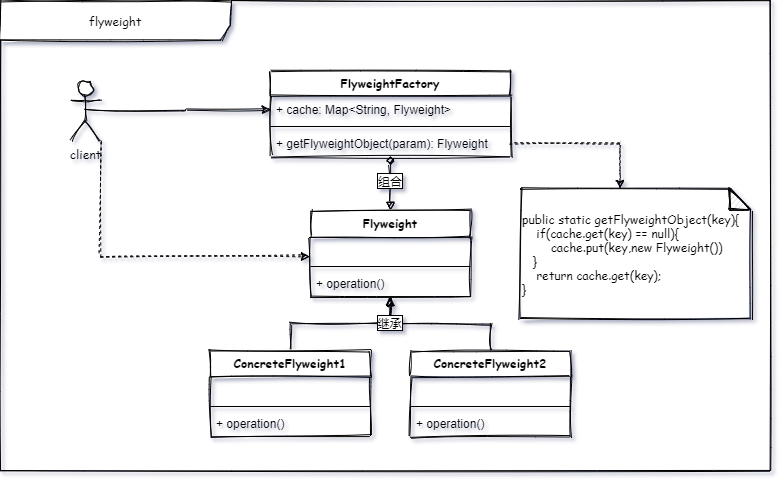 flyweight
FlyweightFactory
+ cache: Map<String, Flyweight>
+ getFlyweightObject(param): Flyweight
client
组合
Flyweight
+ operation()
public static getFlyweightObject(key){
if(cache.get(key) == null){
cache.put(key,new Flyweight())
}
return cache.get(key);
}
继承
ConcreteFlyweight1
+ operation()
ConcreteFlyweight2
+ operation()